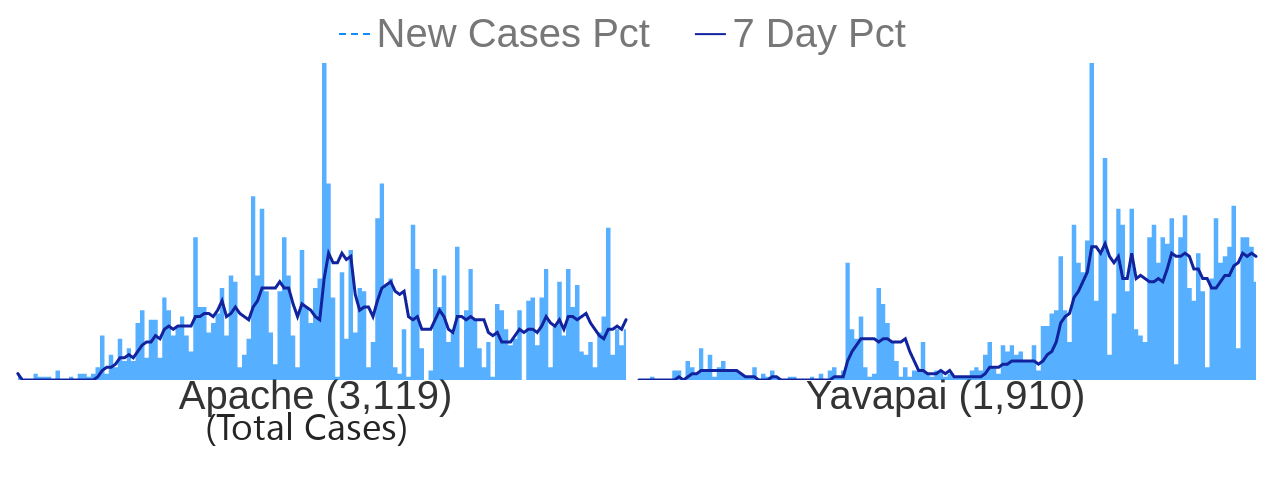 New Cases Pct 7 Day Pct
Apache (3,119) Yavapai (1,910)
(Total Cases)